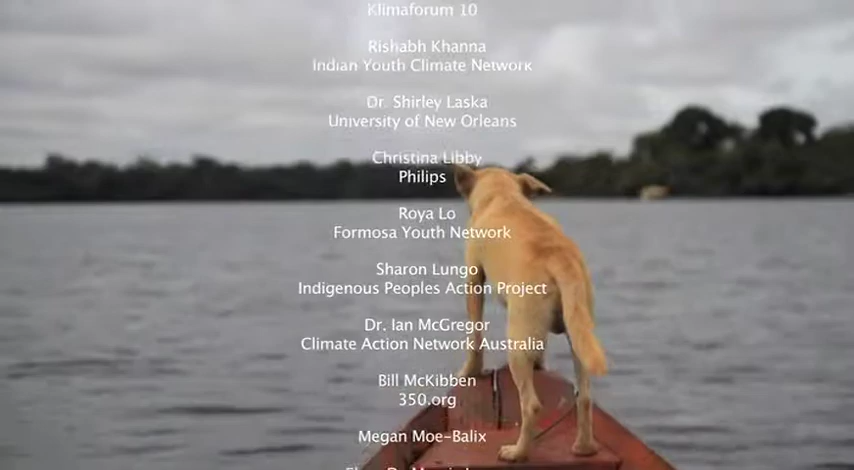 Klimaforum 10
Rishabh Khanna
Indian Youth Climate Network
Dr. Shirley Laska
University of New Orleans
Christina Libby
Philips
Roya Lo
Formosa Youth Network
Sharon Lungo
Indigenous Peoples Action Project
Dr. Ian McGregor
Climate Action Network Australia
Bill McKibben
350.org
Megan Moe-Balix